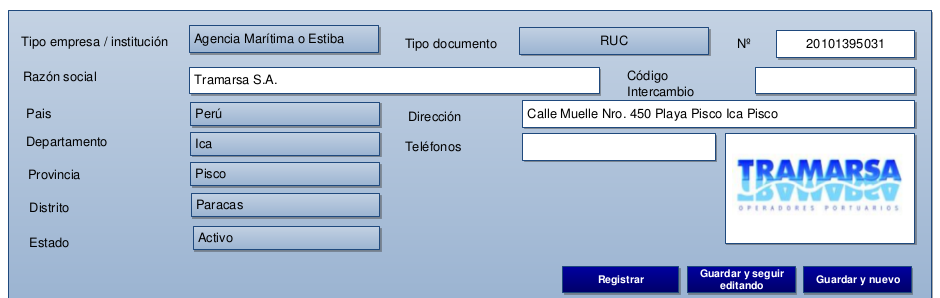 Tipo empresa / institución Agencia Marítima o Estiba Tipo documento RUC Nº 20101395031
Razón social Tramarsa S.A. Código
Intercambio
Pais Perú Dirección Calle Muelle Nro. 450 Playa Pisco Ica Pisco
Departamento Ica Teléfonos
Provincia Pisco TRAMARSA
Distrito Paracas OPERADORES PORTUARIOS
Estado Activo
Registrar Guardar y seguir
editando Guardar y nuevo